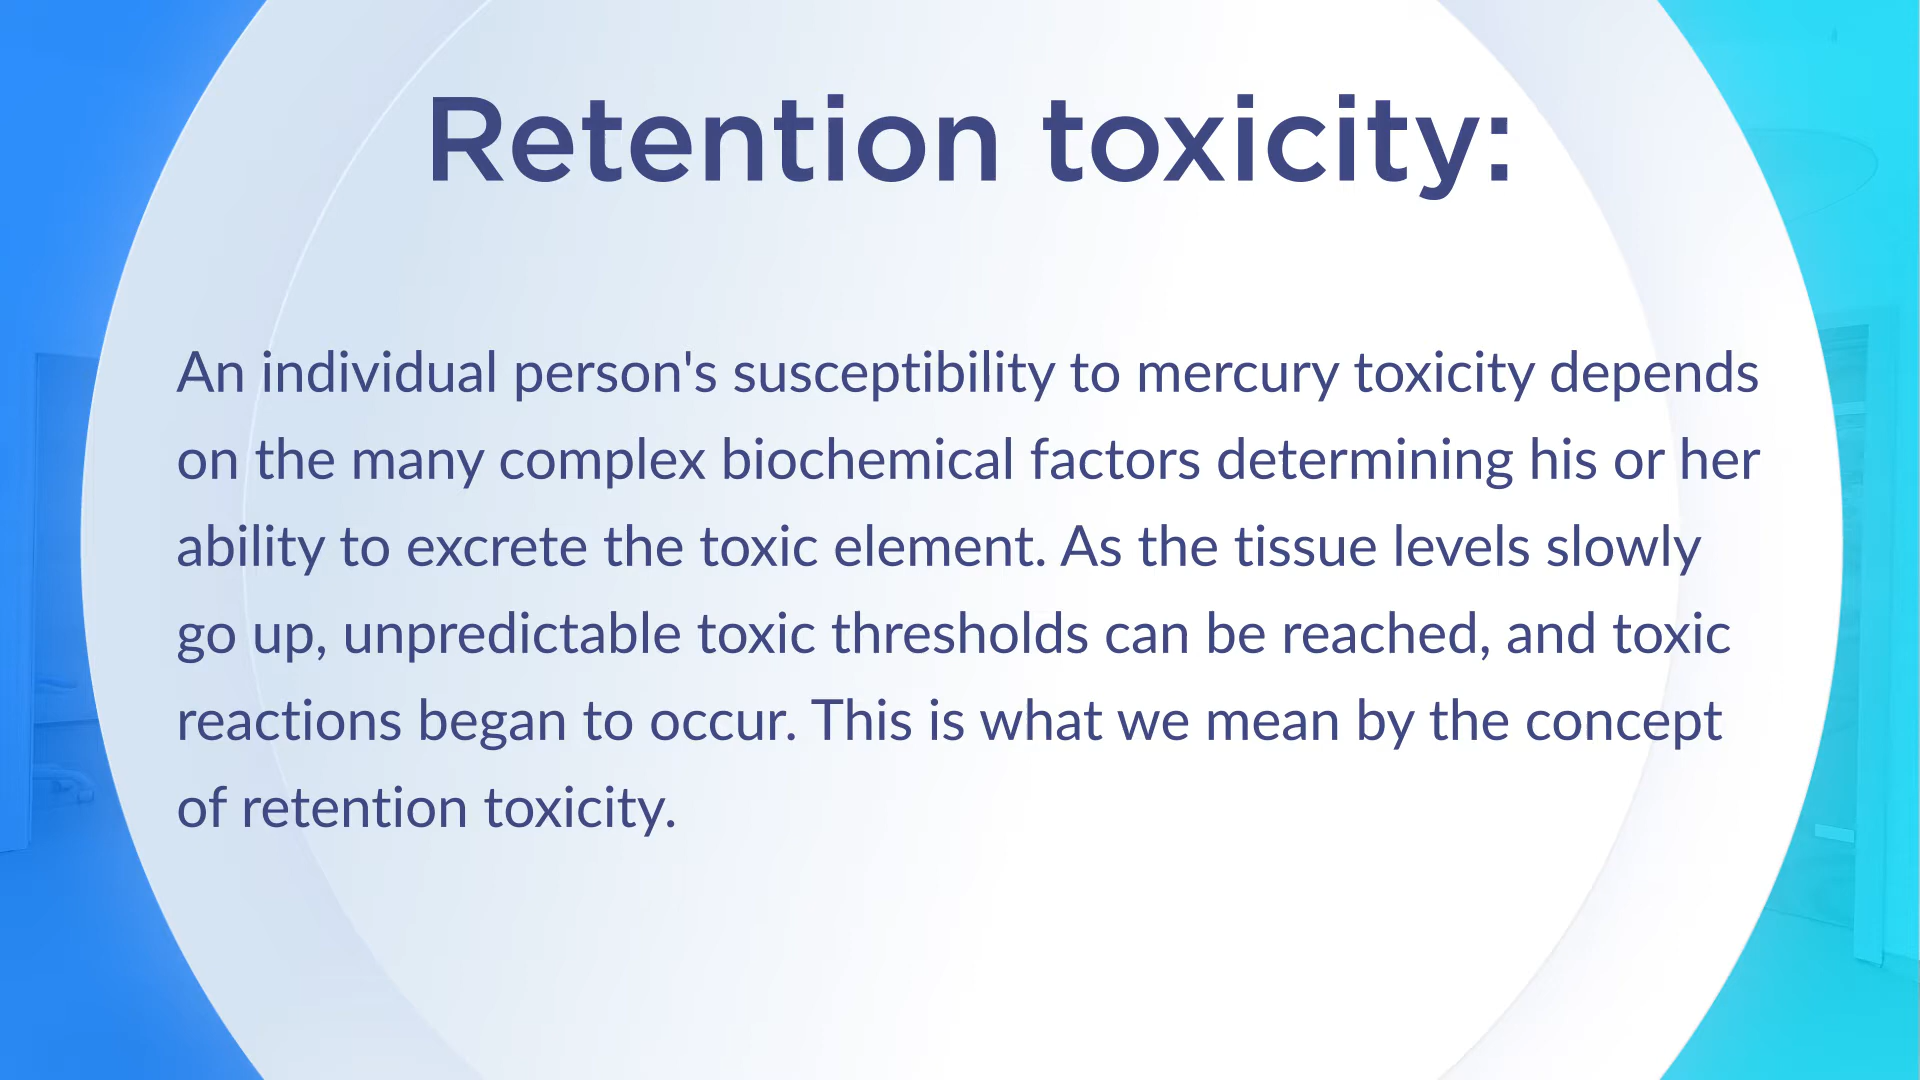 Retention toxicity:
An individual person's susceptibility to mercury toxicity depends
on the many complex biochemical factors determining his or her
ability to excrete the toxic element. As the tissue levels slowly
go up, unpredictable toxic thresholds can be reached, and toxic
reactions began to occur. This is what we mean by the concept
of retention toxicity.